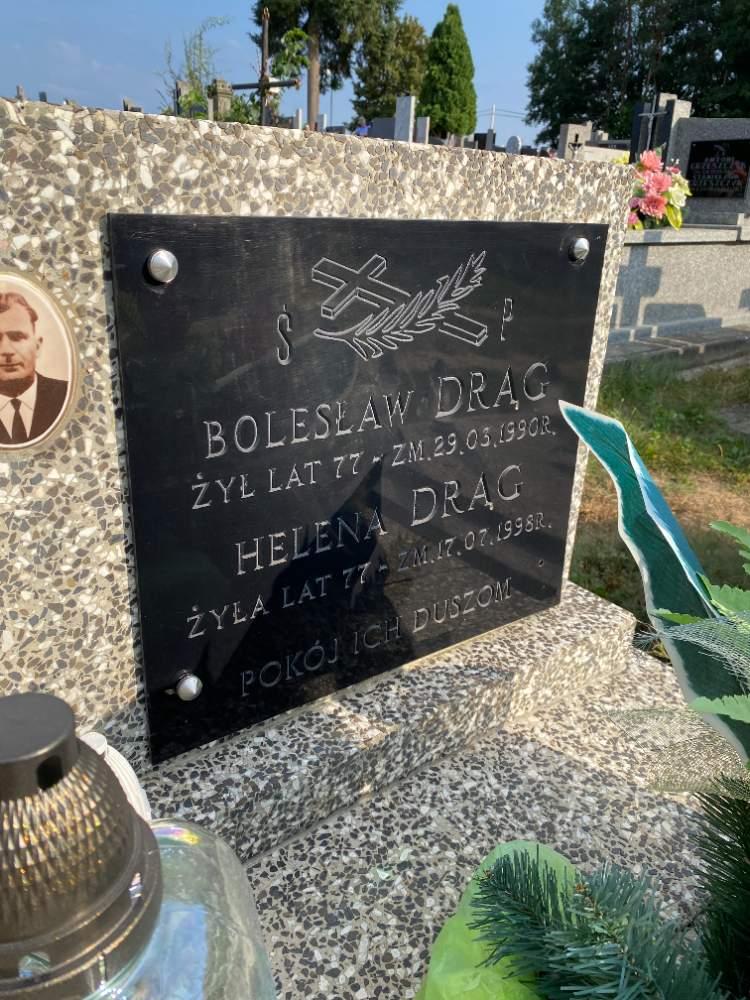 Ś P
BOLESŁAW DRĄG
ŻYŁ LAT 77 - ZM. 29.03.1990R.
HELENA DRĄG
ŻYŁA LAT 77 - ZM. 17.07.1998R.
POKÓJ ICH DUSZOM